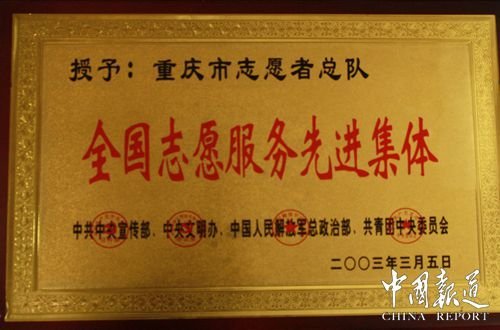 授予：重庆市志愿者总队
全国志愿服务先进集体
中共中央宣传部、中央文明办、中国人民解放军总政治部、共青团中央委员会
二〇〇三年三月五日
中國報道
CHINA REPORT